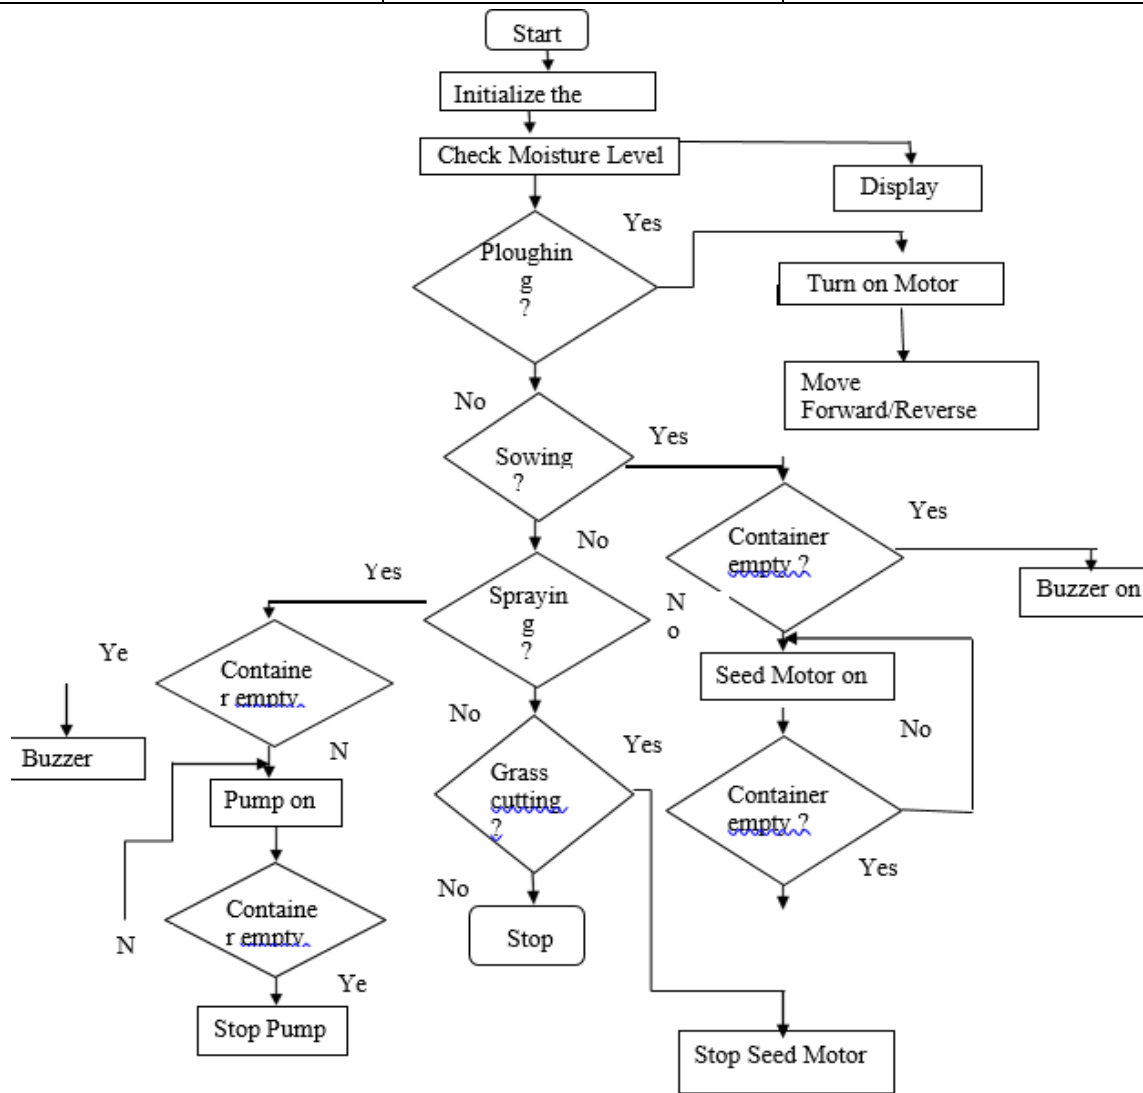 Start
Initialize the
Check Moisture Level
Display
Yes
Ploughin
g
?
Turn on Motor
Move
Forward/Reverse
No
Yes
Sowing
?
Yes
Container
empty ?
No
Buzzer on
Yes
Sprayin
g
?
N
o
Ye
Containe
r empty.
Seed Motor on
No
No
Yes
N
Buzzer
Grass
cutting
?
Pump on
Container
empty ?
Yes
No
Containe
r empty.
N
Stop
Ye
Stop Pump
Stop Seed Motor